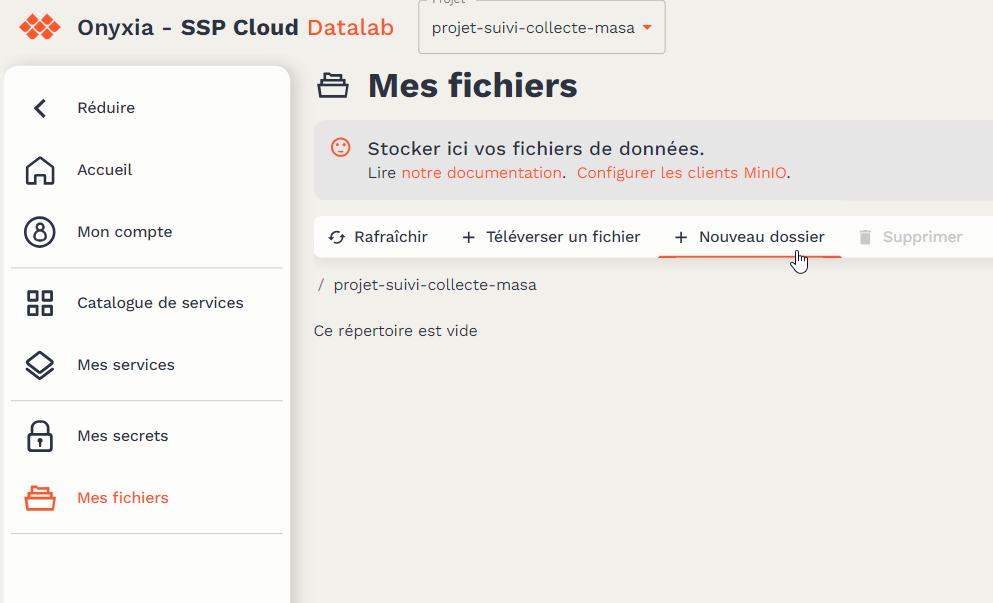 Projet
Onyxia - SSP Cloud Datalab
projet-suivi-collecte-masa
Réduire
Accueil
Mon compte
Catalogue de services
Mes services
Mes secrets
Mes fichiers
Mes fichiers
Stocker ici vos fichiers de données.
Lire notre documentation. Configurer les clients MinIO.
Rafraîchir + Téléverser un fichier + Nouveau dossier Supprimer
/ projet-suivi-collecte-masa
Ce répertoire est vide